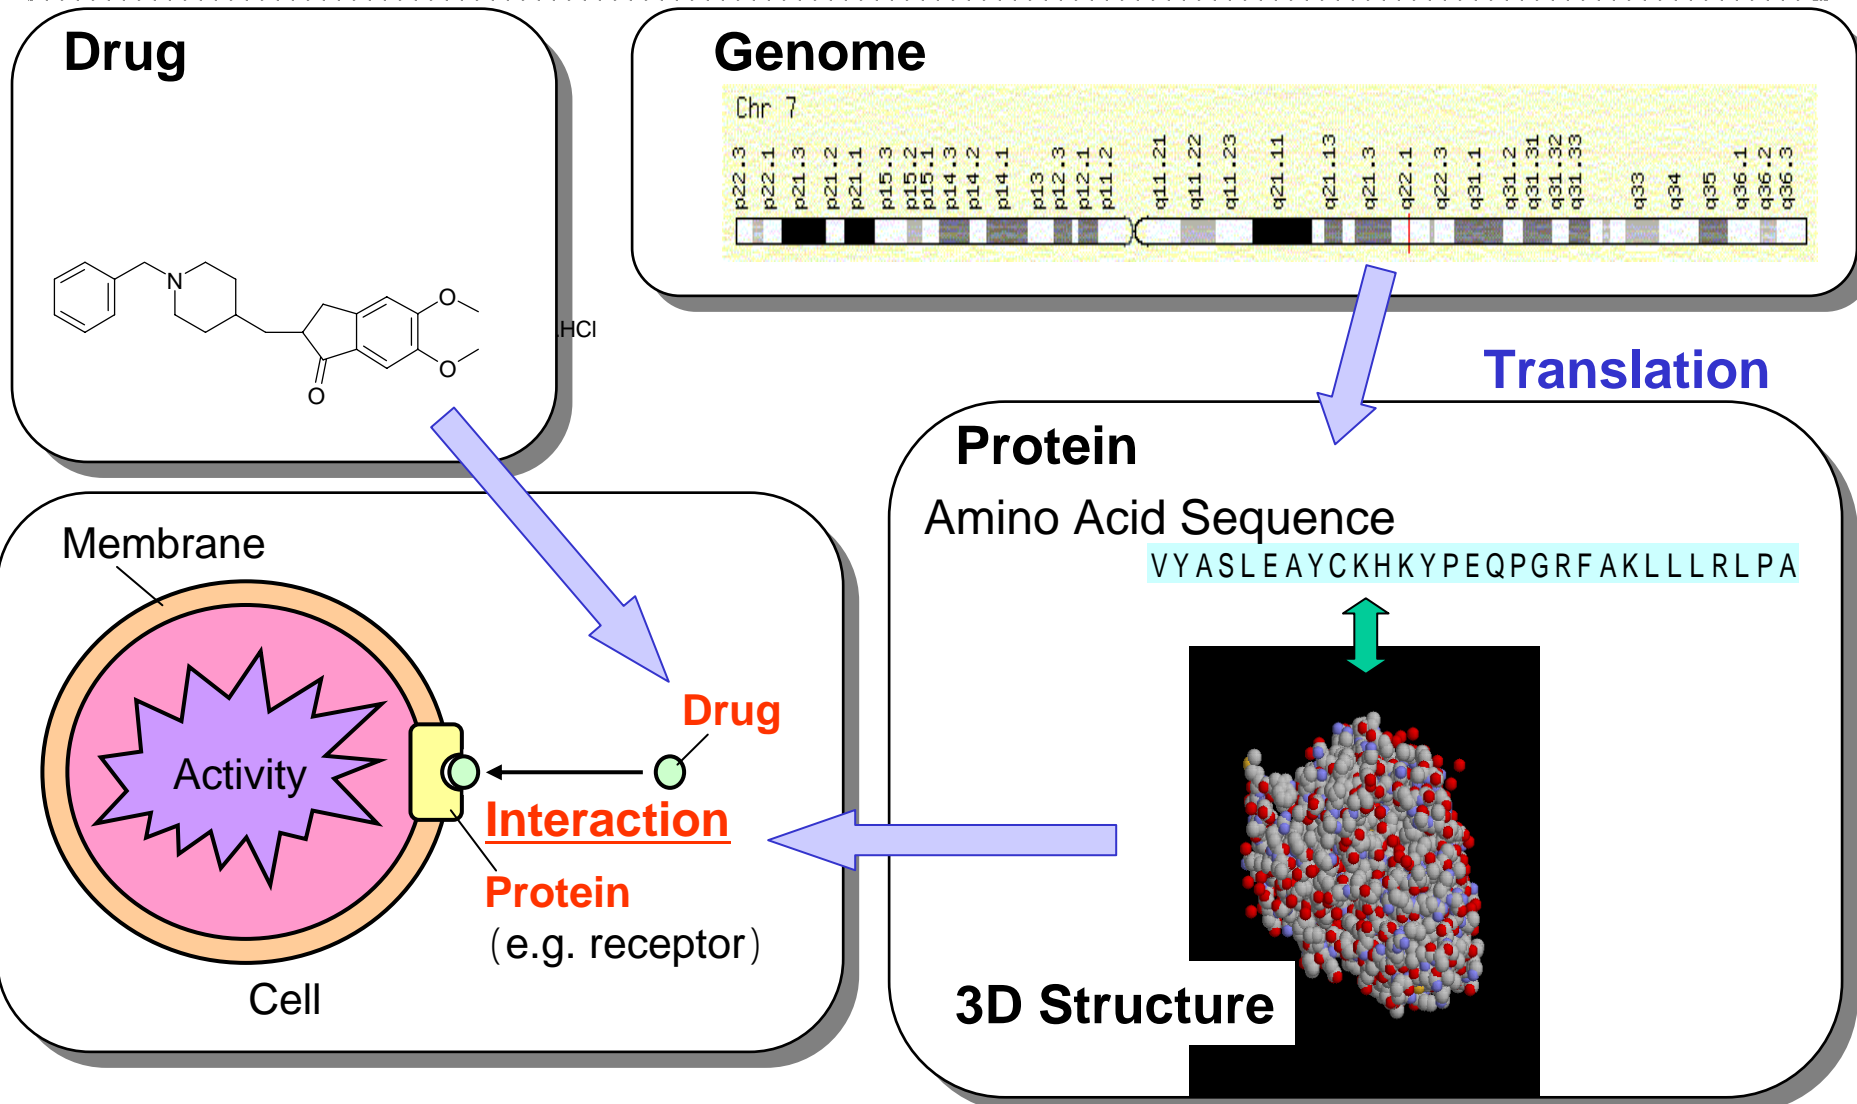 Drug
N
O
O
O
.HCl
Genome
Chr 7
p22.3
p22.1
p21.3
p21.2
p21.1
p15.3
p15.2
p15.1
p14.3
p14.2
p14.1
p13
p12.3
p12.1
p11.2
q11.21
q11.22
q11.23
q21.11
q21.13
q21.3
q22.1
q22.3
q31.1
q31.2
q31.31
q31.32
q31.33
q33
q34
q35
q36.1
q36.2
q36.3
Translation
Protein
Amino Acid Sequence
VYASLEAYCKHKYPEQPGRFAKLLLRLPA
3D Structure
Membrane
Activity
Drug
Interaction
Protein
(e.g. receptor)
Cell